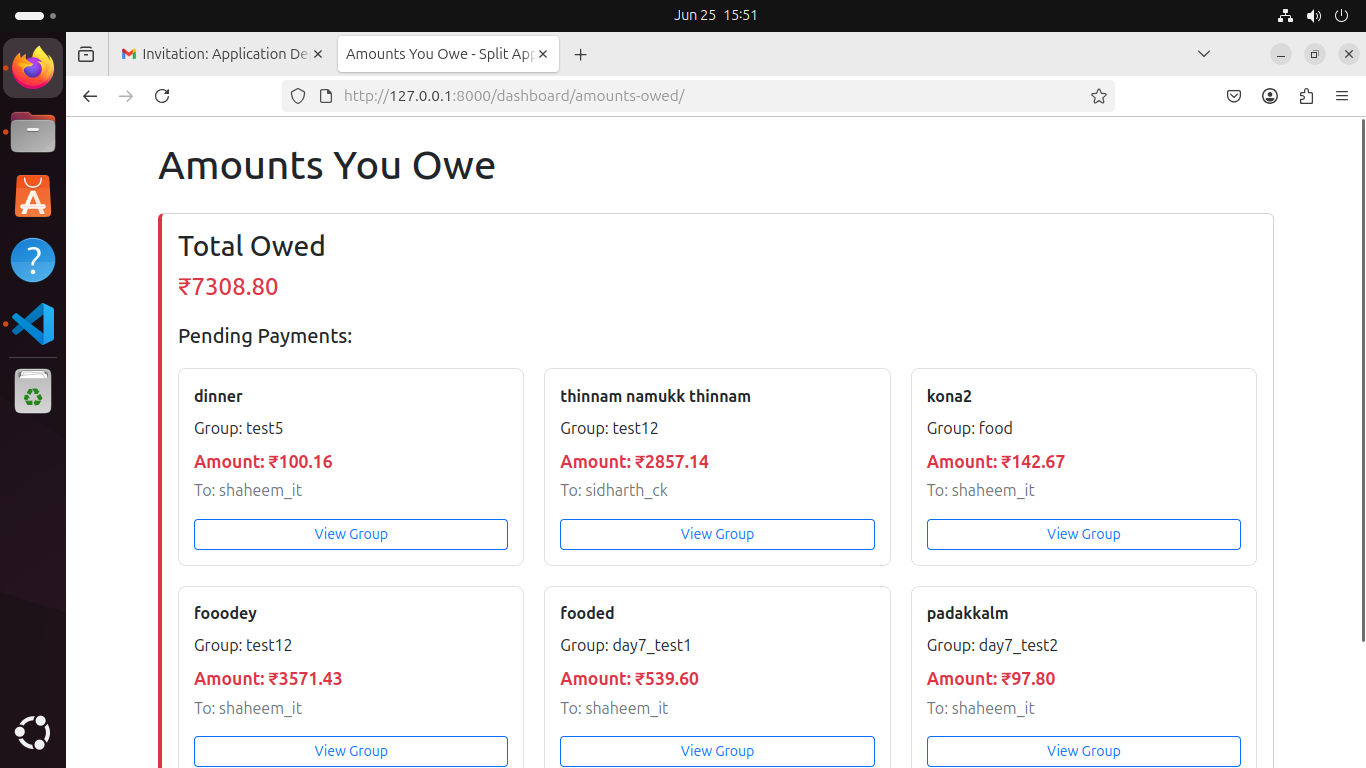 Jun 25 15:51
Invitation: Application De
Amounts You Owe - Split App
http://127.0.0.1:8000/dashboard/amounts-owed/
Amounts You Owe
Total Owed
₹7308.80
Pending Payments:
dinner
Group: test5
Amount: ₹100.16
To: shaheem_it
View Group
thinnam namukk thinnam
Group: test12
Amount: ₹2857.14
To: sidharth_ck
View Group
kona2
Group: food
Amount: ₹142.67
To: shaheem_it
View Group
fooodey
Group: test12
Amount: ₹3571.43
To: shaheem_it
View Group
fooded
Group: day7_test1
Amount: ₹539.60
To: shaheem_it
View Group
padakkalm
Group: day7_test2
Amount: ₹97.80
To: shaheem_it
View Group